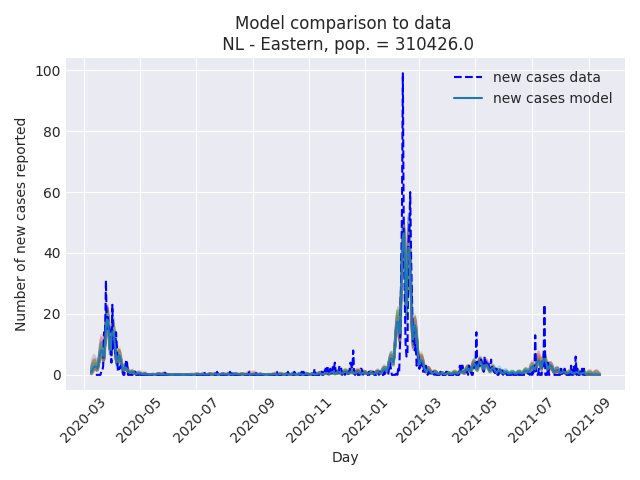 Model comparison to data
NL - Eastern, pop. = 310426.0
new cases data
new cases model
Number of new cases reported
100
80
60
40
20
0
2020-03
2020-05
2020-07
2020-09
2020-11
2021-01
2021-03
2021-05
2021-07
2021-09
Day